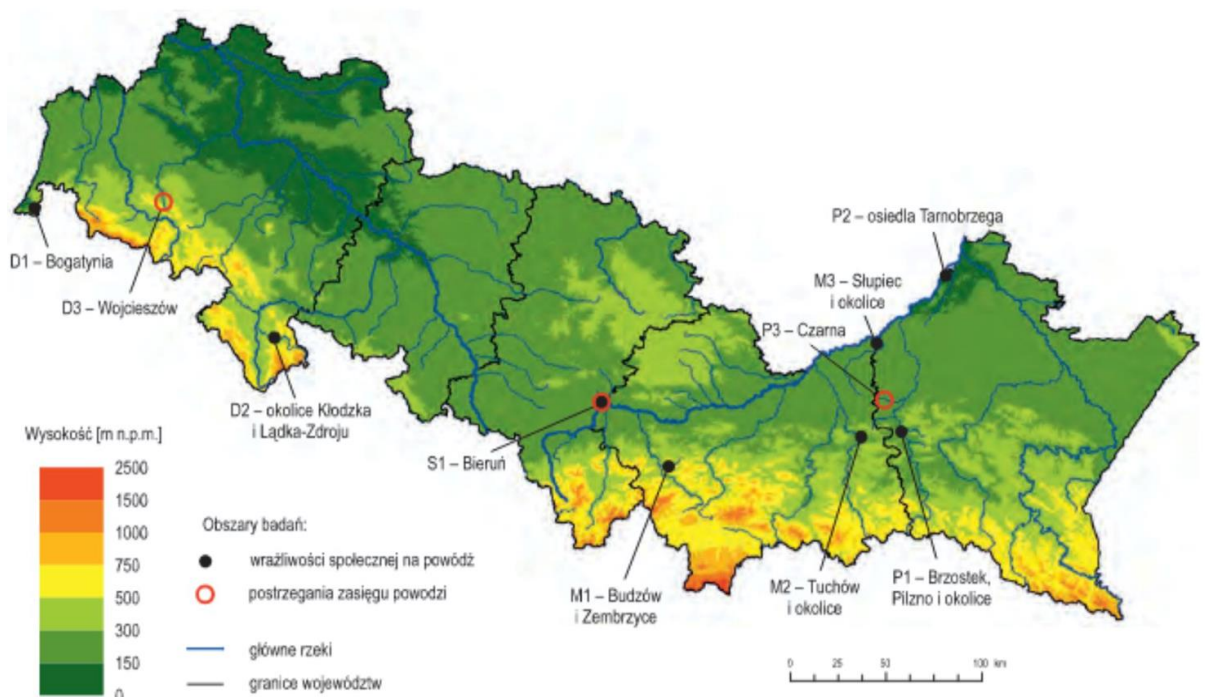 P2 – osiedla Tarnobrzega
D1 – Bogatynia
M3 – Słupiec
i okolice
D3 – Wojcieszów
P3 – Czarna
D2 – okolice Kłodzka
i Lądka-Zdroju
S1 – Bieruń
M1 – Budzów
i Zembrzyce
M2 – Tuchów
i okolice
P1 – Brzostek,
Pilzno i okolice
Wysokość [m n.p.m.]
2500
1500
1000
750
500
300
150
0
Obszary badań:
wrażliwości społecznej na powódź
postrzegania zasięgu powodzi
główne rzeki
granice województw
0 25 50 100 km